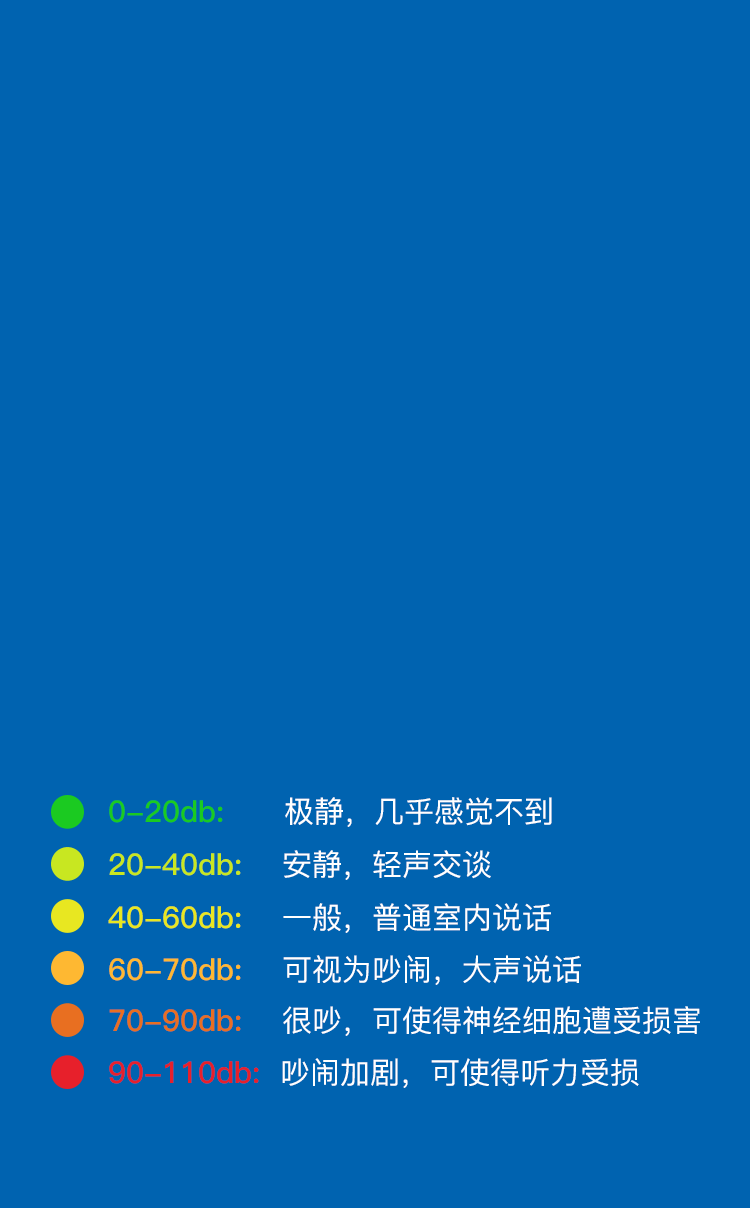 0–20db: 极静，几乎感觉不到
20–40db: 安静，轻声交谈
40–60db: 一般，普通室内说话
60–70db: 可视为吵闹，大声说话
70–90db: 很吵，可使得神经细胞遭受损害
90–110db: 吵闹加剧，可使得听力受损